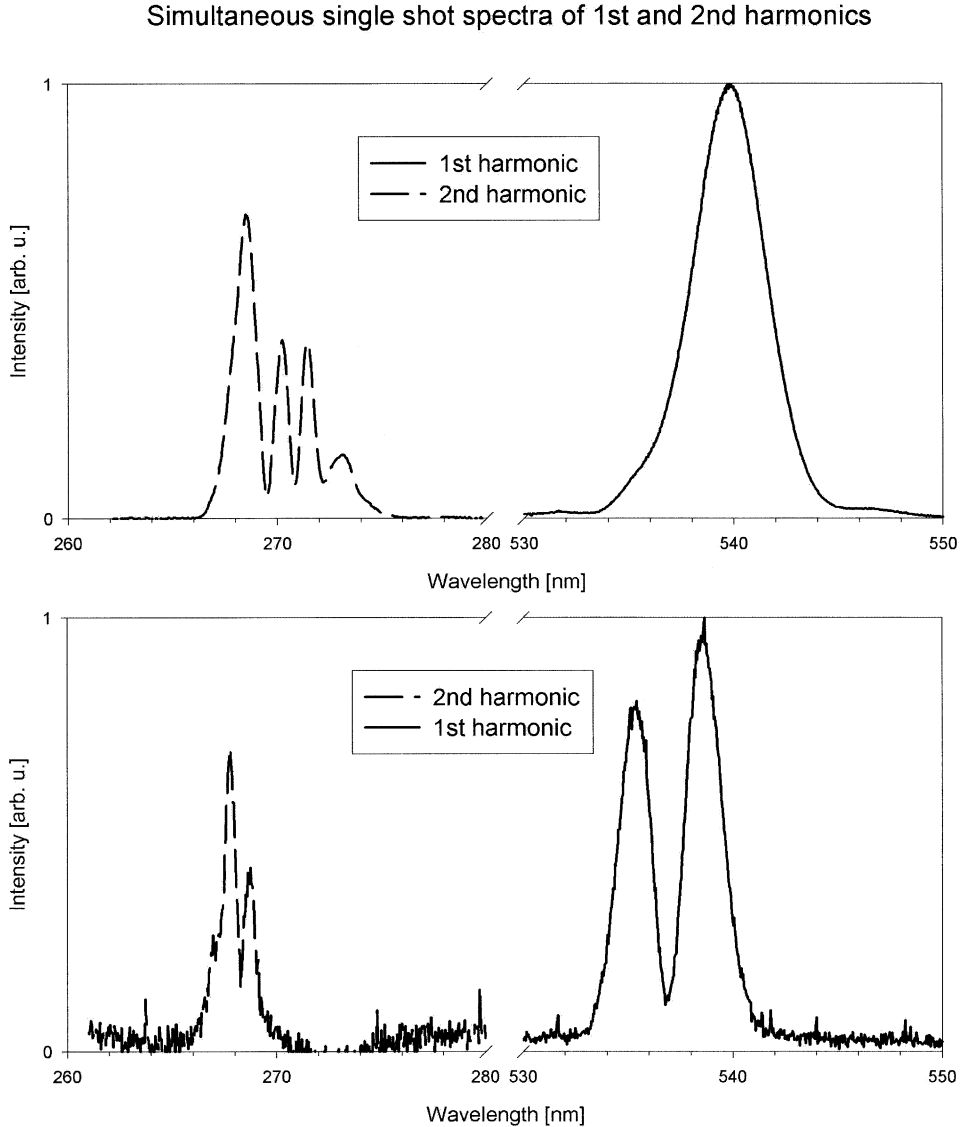 Simultaneous single shot spectra of 1st and 2nd harmonics
1
1st harmonic
2nd harmonic
Intensity [arb. u.]
0
260 270 280 530 540 550
Wavelength [nm]
1
2nd harmonic
1st harmonic
Intensity [arb. u.]
0
260 270 280 530 540 550
Wavelength [nm]